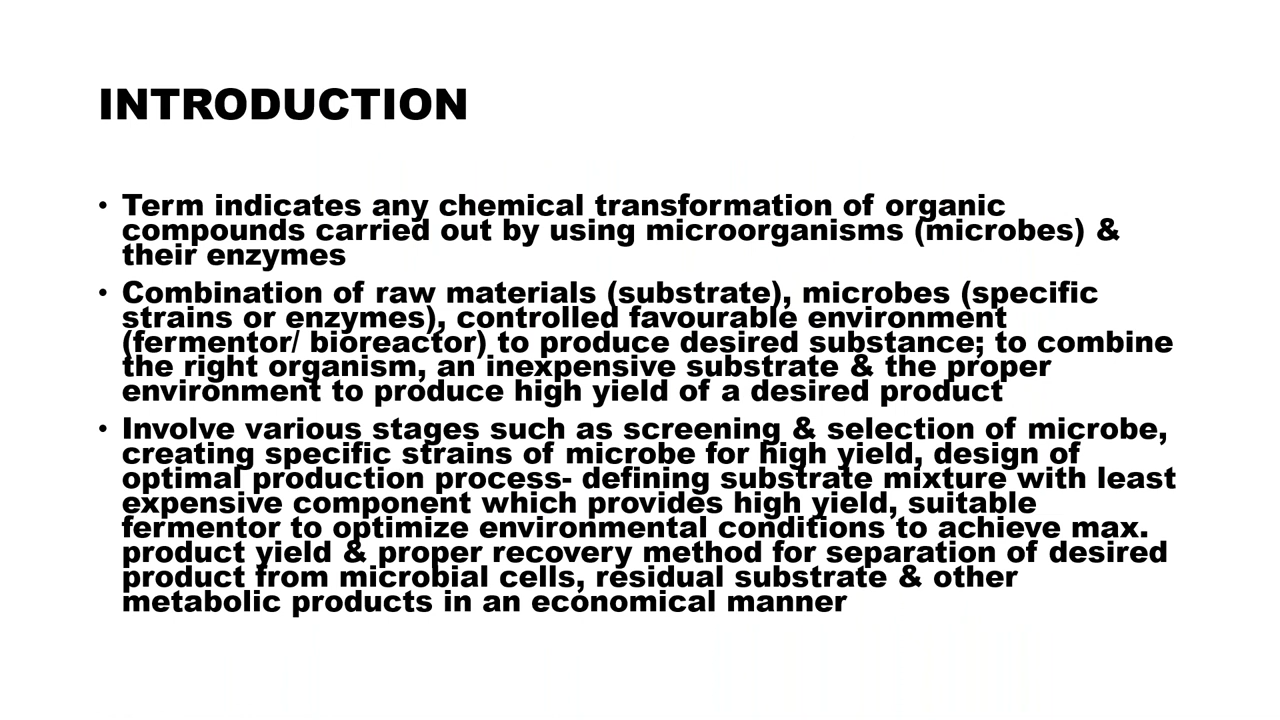 INTRODUCTION
• Term indicates any chemical transformation of organic
compounds carried out by using microorganisms (microbes) &
their enzymes
• Combination of raw materials (substrate), microbes (specific
strains or enzymes), controlled favourable environment
(fermentor/ bioreactor) to produce desired substance; to combine
the right organism, an inexpensive substrate & the proper
environment to produce high yield of a desired product
• Involve various stages such as screening & selection of microbe,
creating specific strains of microbe for high yield, design of
optimal production process- defining substrate mixture with least
expensive component which provides high yield, suitable
fermentor to optimize environmental conditions to achieve max.
product yield & proper recovery method for separation of desired
product from microbial cells, residual substrate & other
metabolic products in an economical manner